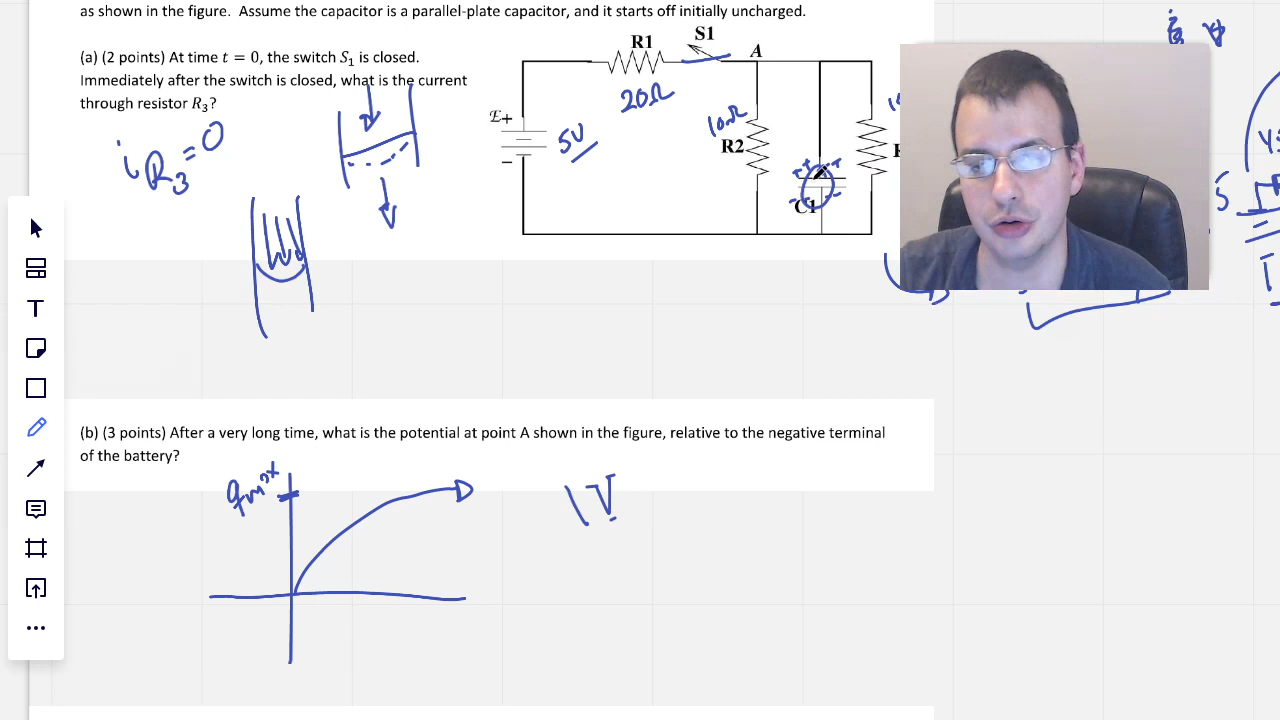 as shown in the figure. Assume the capacitor is a parallel-plate capacitor, and it starts off initially uncharged.
(a) (2 points) At time t = 0, the switch S₁ is closed.
Immediately after the switch is closed, what is the current
through resistor R₃?
i R₃ = 0
R1
S1
A
20Ω
ℰ+
5V
−
10Ω
R2
C1
(b) (3 points) After a very long time, what is the potential at point A shown in the figure, relative to the negative terminal
of the battery?
1V
T